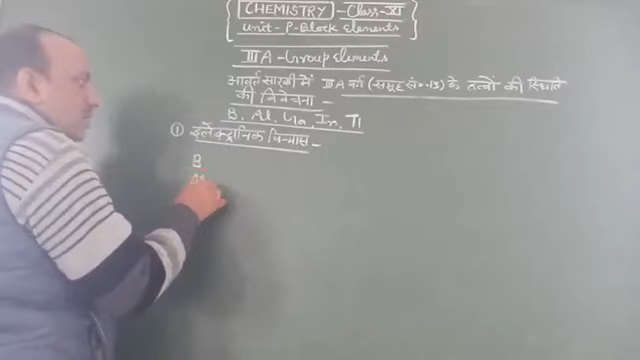 CHEMISTRY - Class-XI
Unit - P-Block Elements
IIIA - Group Elements
आवर्त सारणी में IIIA वर्ग (समूह सं०-13) के तत्वों की स्थिति
की विवेचना -
B, Al, Ga, In, Tl
① इलेक्ट्रानिक विन्यास -
B